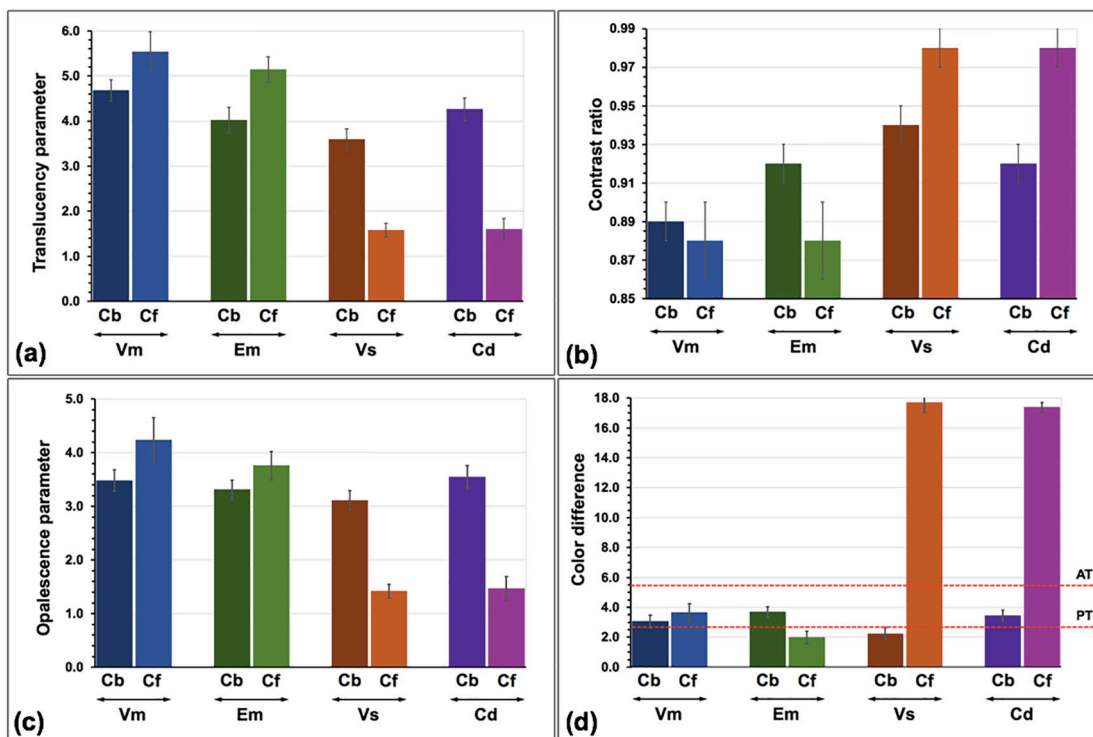 Translucency parameter
6.0
5.0
4.0
3.0
2.0
1.0
0.0
Cb Cf Cb Cf Cb Cf Cb Cf
Vm Em Vs Cd
(a)
Contrast ratio
0.99
0.97
0.95
0.93
0.91
0.89
0.87
0.85
Cb Cf Cb Cf Cb Cf Cb Cf
Vm Em Vs Cd
(b)
Opalescence parameter
5.0
4.0
3.0
2.0
1.0
0.0
Cb Cf Cb Cf Cb Cf Cb Cf
Vm Em Vs Cd
(c)
Color difference
18.0
16.0
14.0
12.0
10.0
8.0
6.0
4.0
2.0
0.0
AT
PT
Cb Cf Cb Cf Cb Cf Cb Cf
Vm Em Vs Cd
(d)